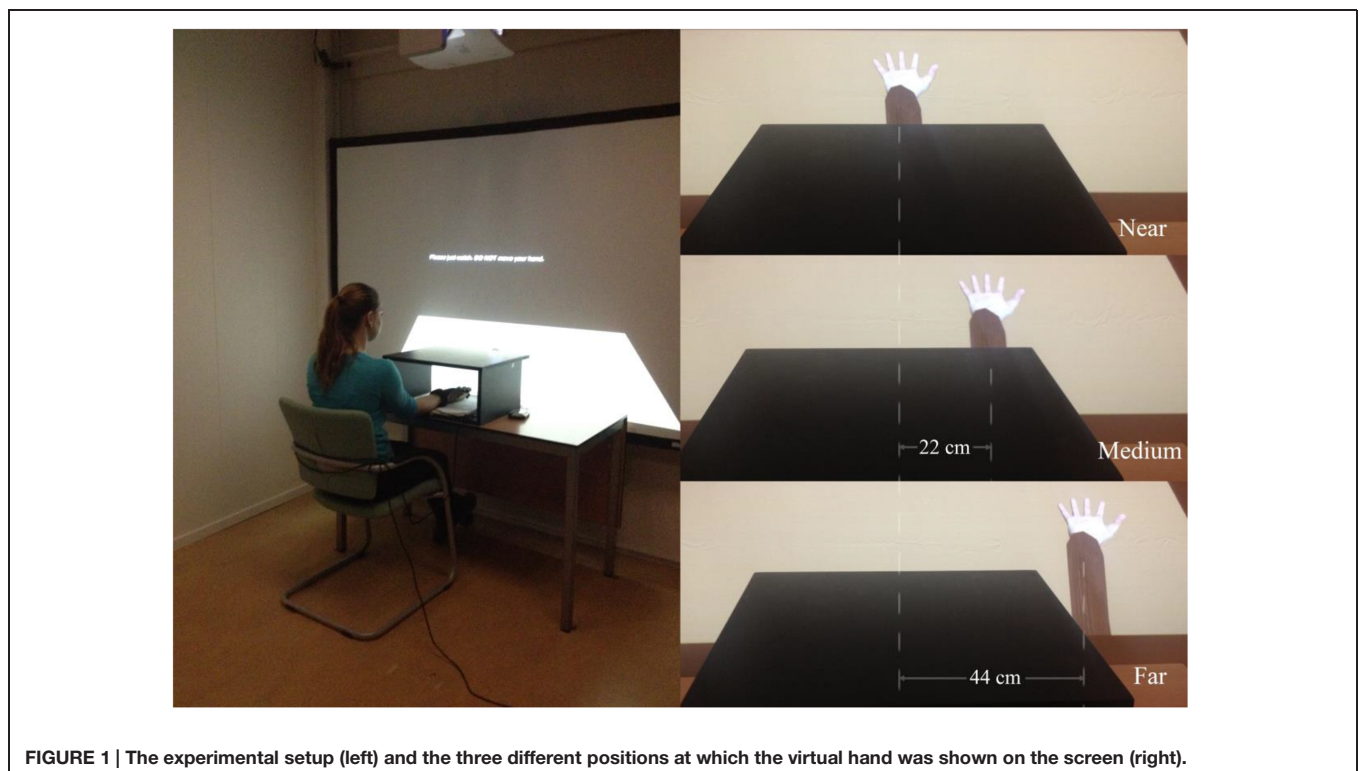 Please just watch. DO NOT move your hand.
Near
22 cm
Medium
44 cm
Far
FIGURE 1 | The experimental setup (left) and the three different positions at which the virtual hand was shown on the screen (right).